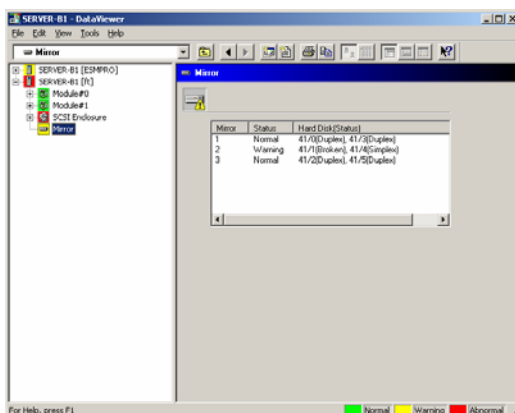 SERVER-B1 - DataViewer
File Edit View Tools Help
Mirror
SERVER-B1 [ESMPRO]
SERVER-B1 [ft]
Module#0
Module#1
SCSI Enclosure
Mirror
Mirror
Mirror Status Hard Disk(Status)
1 Normal 41/0(Duplex), 41/3(Duplex)
2 Warning 41/1(Broken), 41/4(Simplex)
3 Normal 41/2(Duplex), 41/5(Duplex)
For Help, press F1
Normal Warning Abnormal